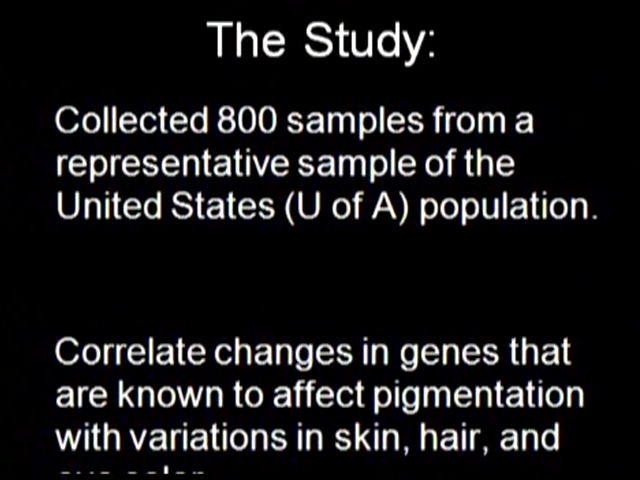 The Study:
Collected 800 samples from a
representative sample of the
United States (U of A) population.
Correlate changes in genes that
are known to affect pigmentation
with variations in skin, hair, and